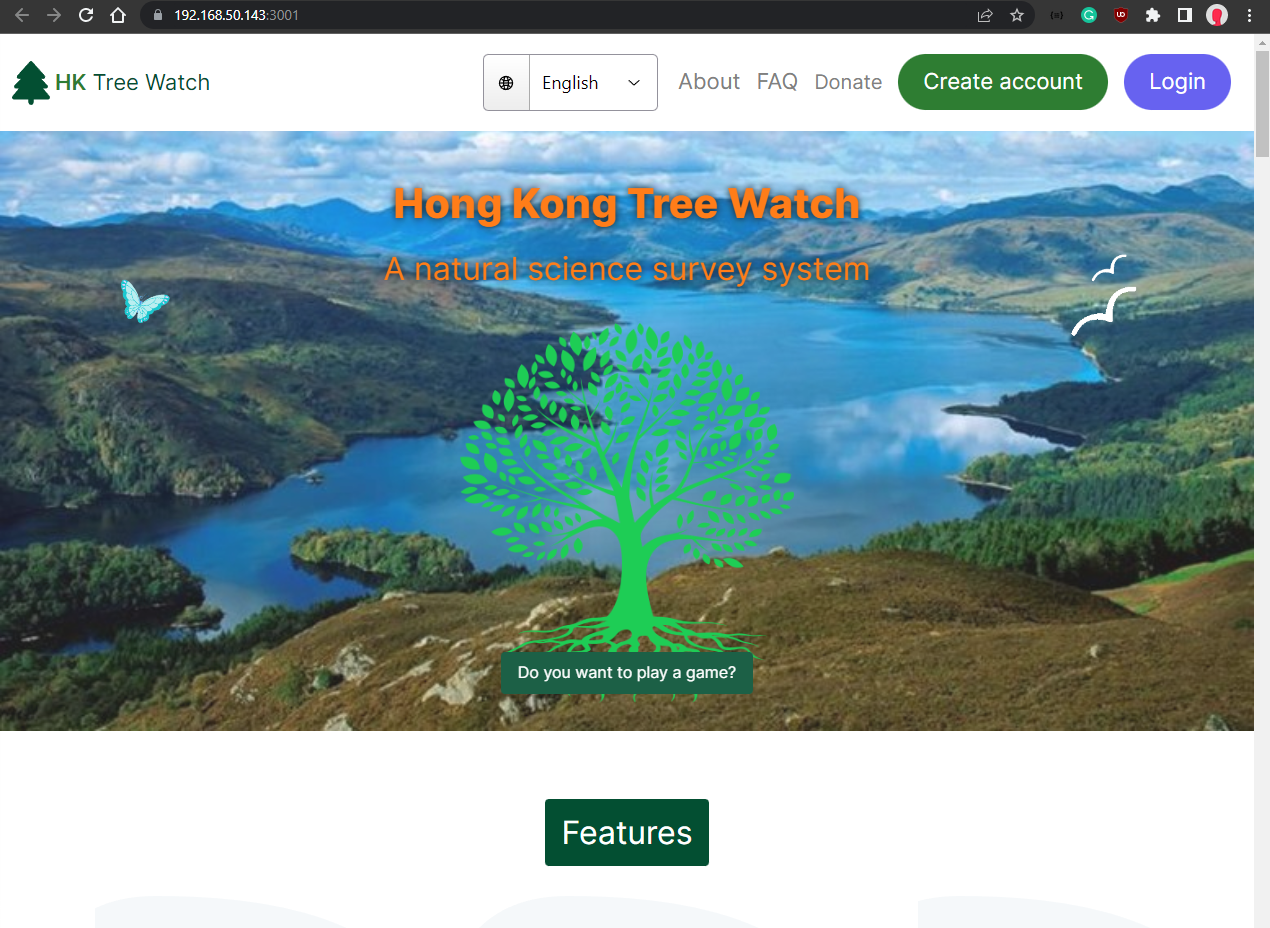 192.168.50.143:3001
HK Tree Watch
English
About
FAQ
Donate
Create account
Login
Hong Kong Tree Watch
A natural science survey system
Do you want to play a game?
Features